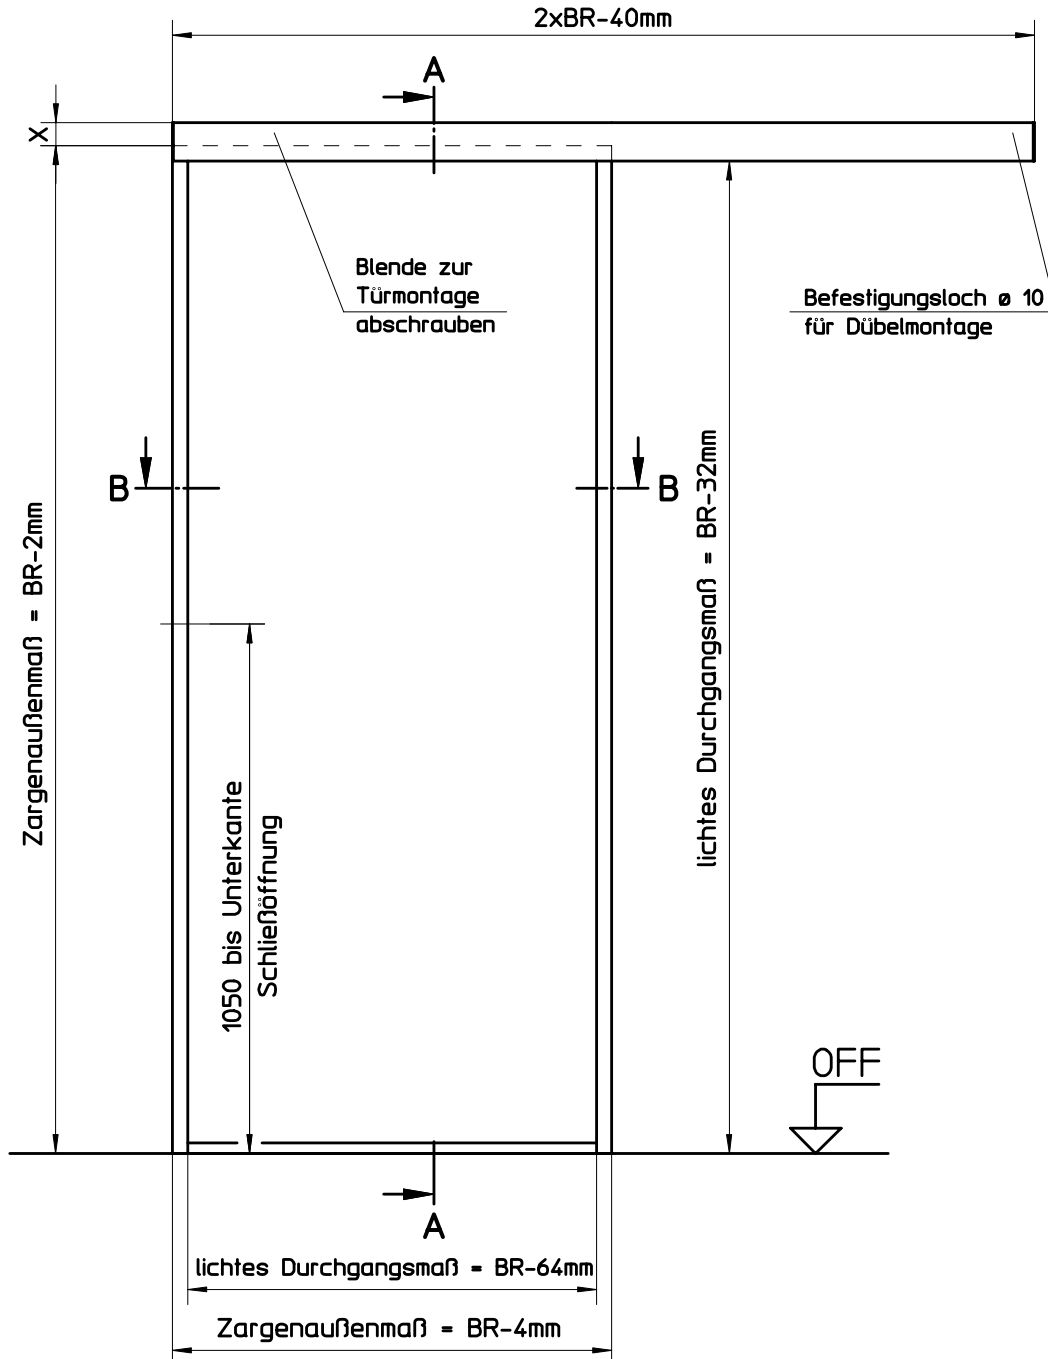 2xBR-40mm
A
X
Blende zur
Türmontage
abschrauben
Befestigungsloch ø 10
für Dübelmontage
B
B
Zargenaußenmaß = BR-2mm
lichtes Durchgangsmaß = BR-32mm
1050 bis Unterkante
Schließöffnung
OFF
A
lichtes Durchgangsmaß = BR-64mm
Zargenaußenmaß = BR-4mm